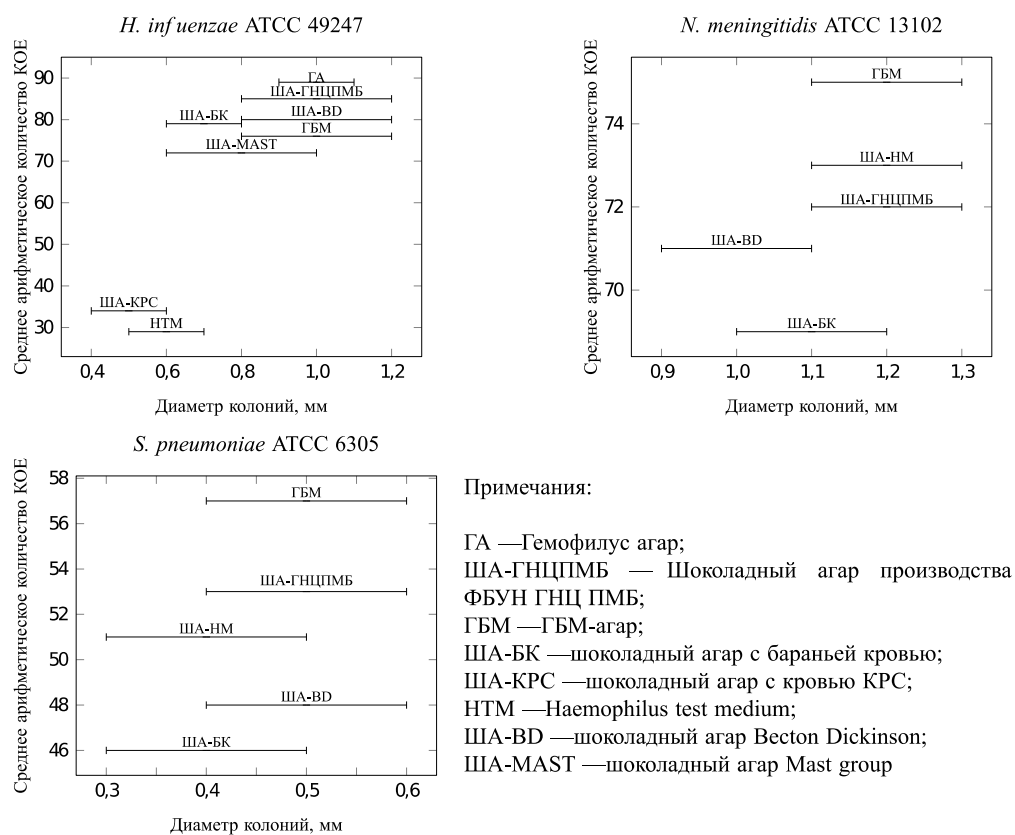 H. inf uenzae ATCC 49247
Среднее арифметическое количество КОЕ
90
80
70
60
50
40
30
ГА
ША-ГНЦПМБ
ША-БК
ША-BD
ГБМ
ША-MAST
ША-КРС
НТМ
0,4 0,6 0,8 1,0 1,2
Диаметр колоний, мм
N. meningitidis ATCC 13102
Среднее арифметическое количество КОЕ
74
72
70
ГБМ
ША-НМ
ША-ГНЦПМБ
ША-BD
ША-БК
0,9 1,0 1,1 1,2 1,3
Диаметр колоний, мм
S. pneumoniae ATCC 6305
Среднее арифметическое количество КОЕ
58
56
54
52
50
48
46
ГБМ
ША-ГНЦПМБ
ША-НМ
ША-BD
ША-БК
0,3 0,4 0,5 0,6
Диаметр колоний, мм
Примечания:
ГА —Гемофилус агар;
ША-ГНЦПМБ — Шоколадный агар производства
ФБУН ГНЦ ПМБ;
ГБМ —ГБМ-агар;
ША-БК —шоколадный агар с бараньей кровью;
ША-КРС —шоколадный агар с кровью КРС;
НТМ —Haemophilus test medium;
ША-BD —шоколадный агар Becton Dickinson;
ША-MAST —шоколадный агар Mast group